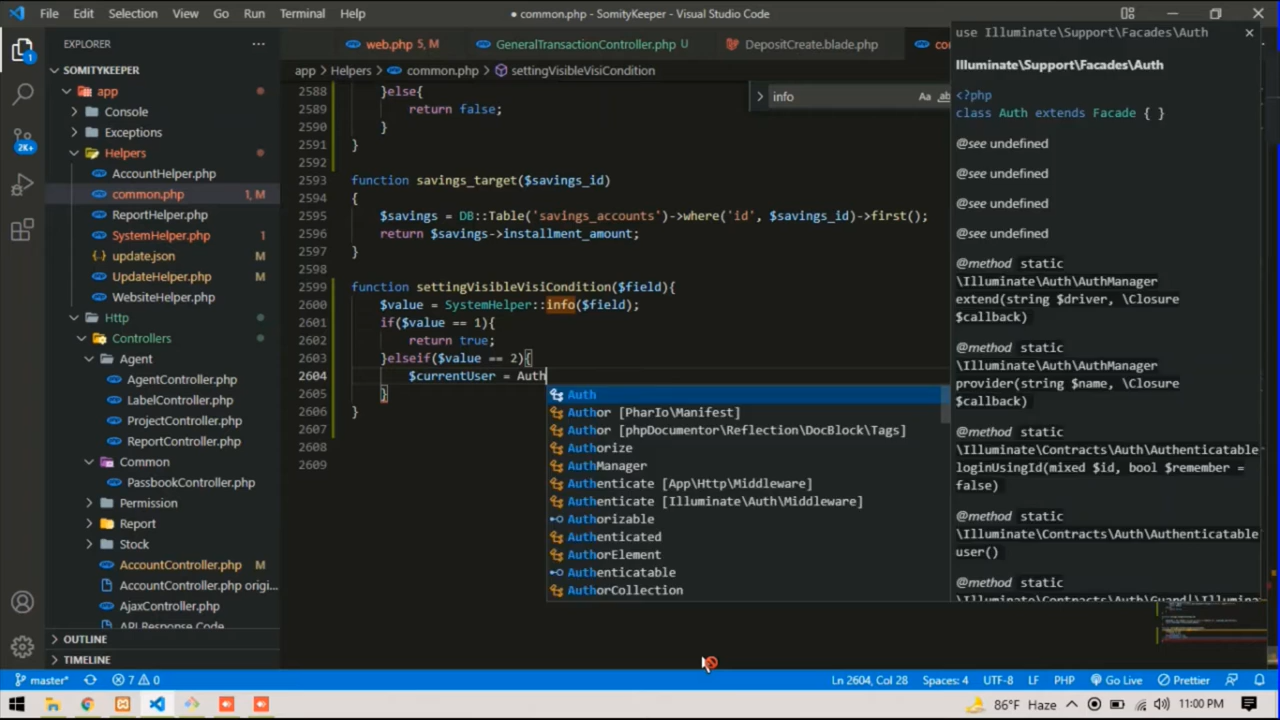 File Edit Selection View Go Run Terminal Help
● common.php - SomityKeeper - Visual Studio Code
EXPLORER
web.php 5, M
GeneralTransactionController.php U
DepositCreate.blade.php
SOMITYKEEPER
app
Console
Exceptions
Helpers
AccountHelper.php
common.php 1, M
ReportHelper.php
SystemHelper.php 1
update.json M
UpdateHelper.php M
WebsiteHelper.php
Http
Controllers
Agent
AgentController.php
LabelController.php
ProjectController.php
ReportController.php
Common
PassbookController.php
Permission
Report
Stock
AccountController.php M
AccountController.php origi...
AjaxController.php
API Response Code
OUTLINE
TIMELINE
2K+
1
app > Helpers > common.php > settingVisibleVisiCondition
info
Aa
2588 }else{
2589 return false;
2590 }
2591 }
2592
2593 function savings_target($savings_id)
2594 {
2595 $savings = DB::Table('savings_accounts')->where('id', $savings_id)->first();
2596 return $savings->installment_amount;
2597 }
2598
2599 function settingVisibleVisiCondition($field){
2600 $value = SystemHelper::info($field);
2601 if($value == 1){
2602 return true;
2603 }elseif($value == 2){
2604 $currentUser = Auth
2605 }
2606 }
2607
2608
2609
Auth
Author [PharIo\Manifest]
Author [phpDocumentor\Reflection\DocBlock\Tags]
Authorize
AuthManager
Authenticate [App\Http\Middleware]
Authenticate [Illuminate\Auth\Middleware]
Authorizable
Authenticated
AuthorElement
Authenticatable
AuthorCollection
use Illuminate\Support\Facades\Auth
Illuminate\Support\Facades\Auth
<?php
class Auth extends Facade { }
@see undefined
@see undefined
@see undefined
@see undefined
@method static
\Illuminate\Auth\AuthManager
extend(string $driver, \Closure
$callback)
@method static
\Illuminate\Auth\AuthManager
provider(string $name, \Closure
$callback)
@method static
\Illuminate\Contracts\Auth\Authenticatable
loginUsingId(mixed $id, bool $remember =
false)
@method static
\Illuminate\Contracts\Auth\Authenticatable
user()
@method static
master* 7 0
Ln 2604, Col 28 Spaces: 4 UTF-8 LF PHP Go Live Prettier
86°F Haze 11:00 PM